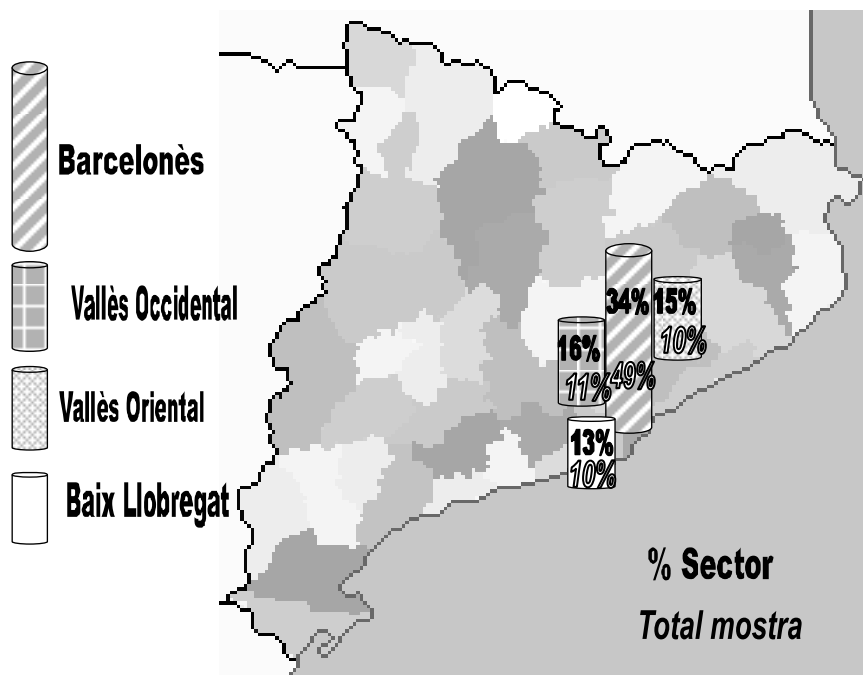 Barcelonès
Vallès Occidental
Vallès Oriental
Baix Llobregat
34%
49%
15%
10%
16%
11%
13%
10%
% Sector
Total mostra